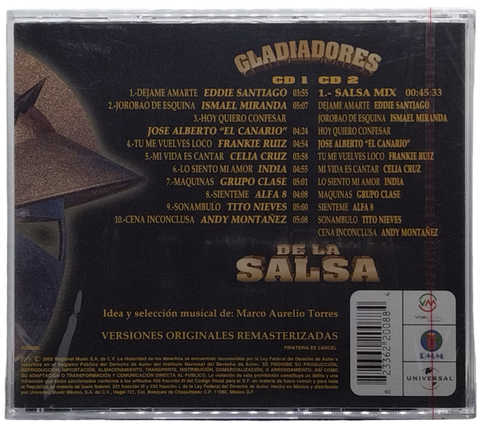 GLADIADORES
CD 1 CD 2
1.-DEJAME AMARTE EDDIE SANTIAGO 03:55
2.-JOROBAO DE ESQUINA ISMAEL MIRANDA 05:07
3.-HOY QUIERO CONFESAR
JOSE ALBERTO "EL CANARIO" 04:24
4.-TU ME VUELVES LOCO FRANKIE RUIZ 04:54
5.-MI VIDA ES CANTAR CELIA CRUZ 03:58
6.-LO SIENTO MI AMOR INDIA 04:55
7.-MAQUINAS GRUPO CLASE 05:01
8.-SIENTEME ALFA 8 04:08
9.-SONAMBULO TITO NIEVES 05:00
10.-CENA INCONCLUSA ANDY MONTAÑEZ 05:08
1.- SALSA MIX 00:45:33
DEJAME AMARTE EDDIE SANTIAGO
JOROBAO DE ESQUINA ISMAEL MIRANDA
HOY QUIERO CONFESAR
JOSE ALBERTO "EL CANARIO"
TU ME VUELVES LOCO FRANKIE RUIZ
MI VIDA ES CANTAR CELIA CRUZ
LO SIENTO MI AMOR INDIA
MAQUINAS GRUPO CLASE
SIENTEME ALFA 8
SONAMBULO TITO NIEVES
CENA INCONCLUSA ANDY MONTAÑEZ
DE LA
SALSA
Idea y selección musical de: Marco Aurelio Torres
VERSIONES ORIGINALES REMASTERIZADAS
PIRATERIA ES CÁRCEL
UNIVERSAL